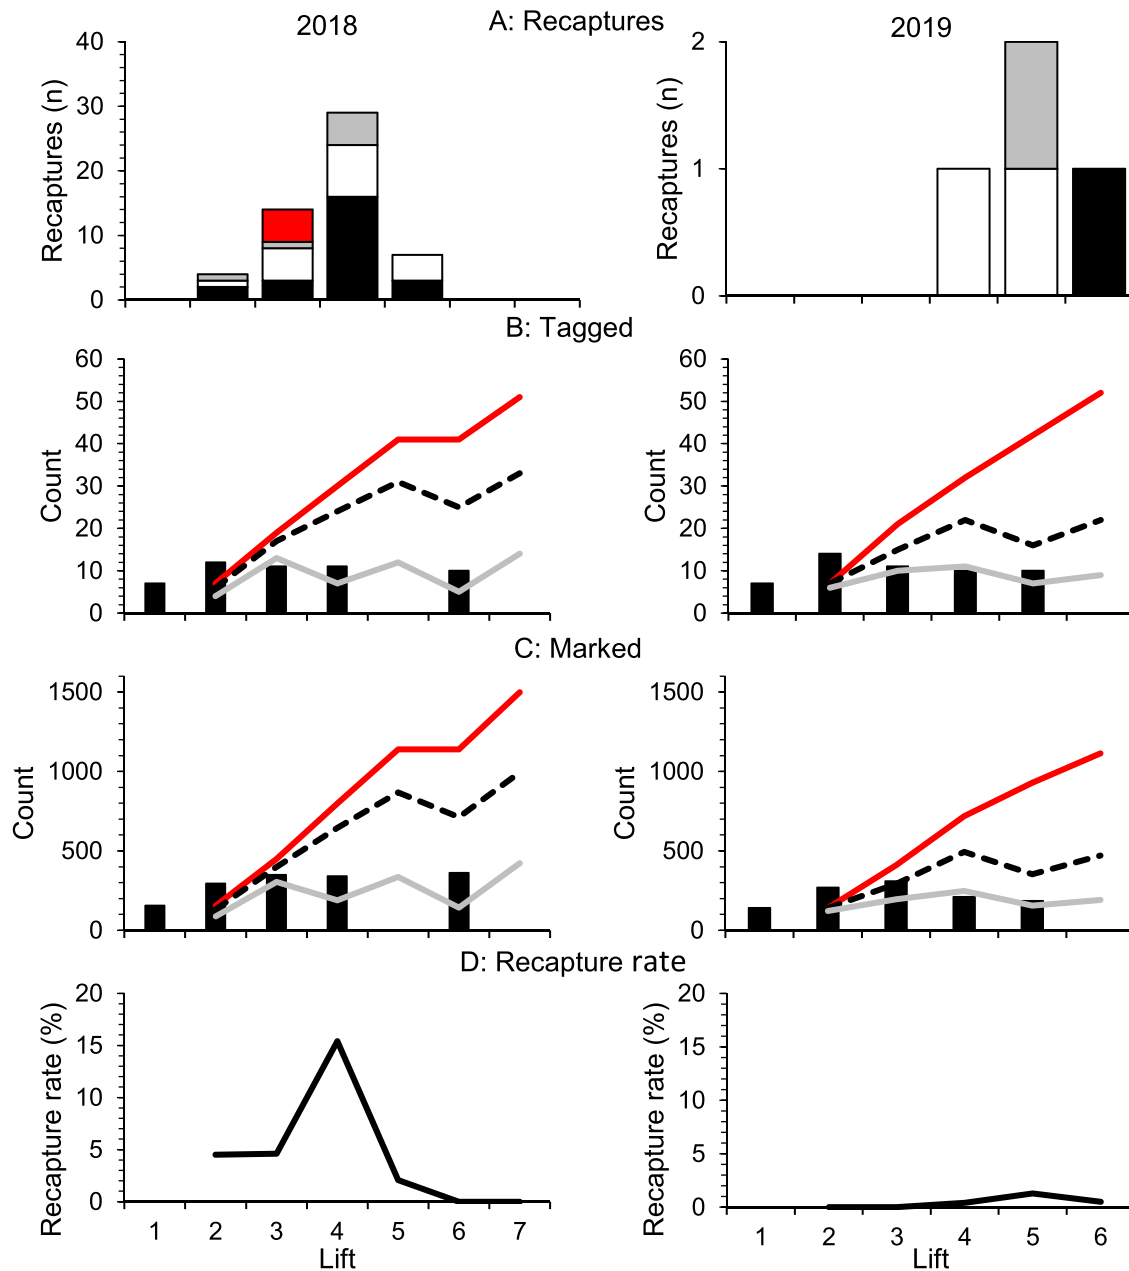 2018 A: Recaptures 2019
Recaptures (n)
40
30
20
10
0
Recaptures (n)
2
1
0
B: Tagged
Count
60
50
40
30
20
10
0
Count
60
50
40
30
20
10
0
C: Marked
Count
1500
1000
500
0
Count
1500
1000
500
0
D: Recapture rate
Recapture rate (%)
20
15
10
5
0
1 2 3 4 5 6 7
Lift
Recapture rate (%)
20
15
10
5
0
1 2 3 4 5 6
Lift